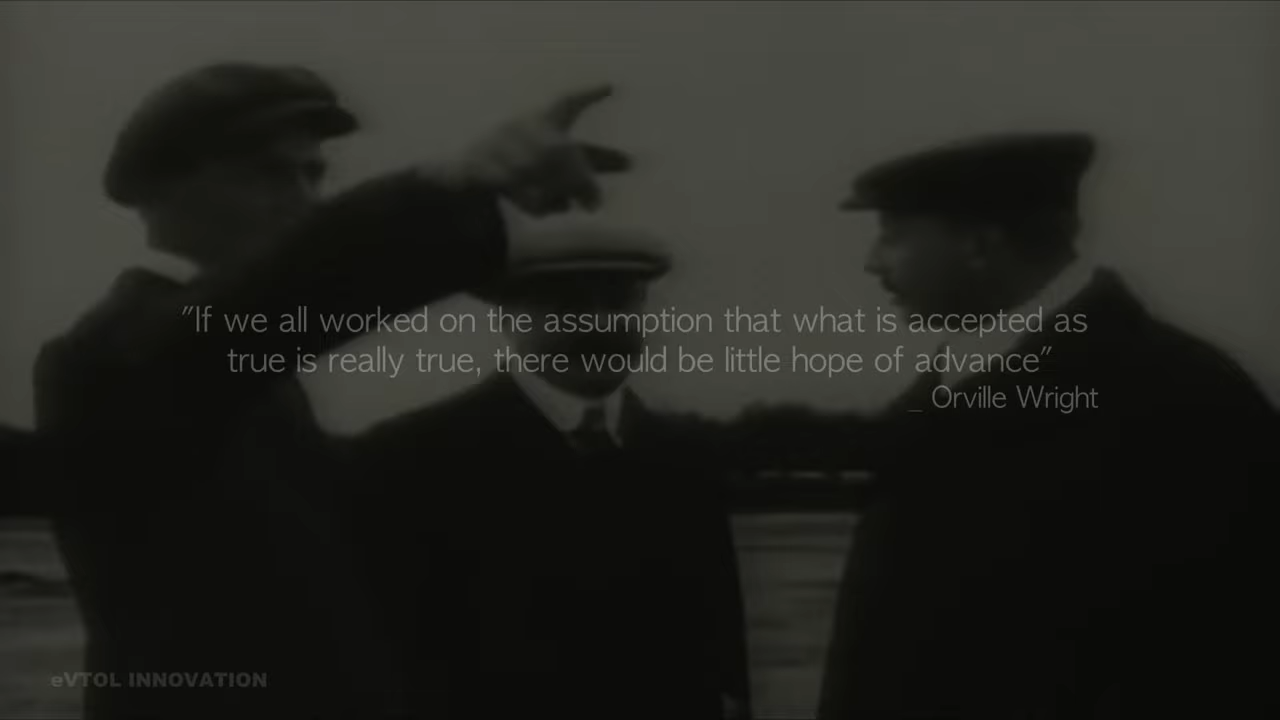 "If we all worked on the assumption that what is accepted as
true is really true, there would be little hope of advance"
_ Orville Wright
eVTOL INNOVATION